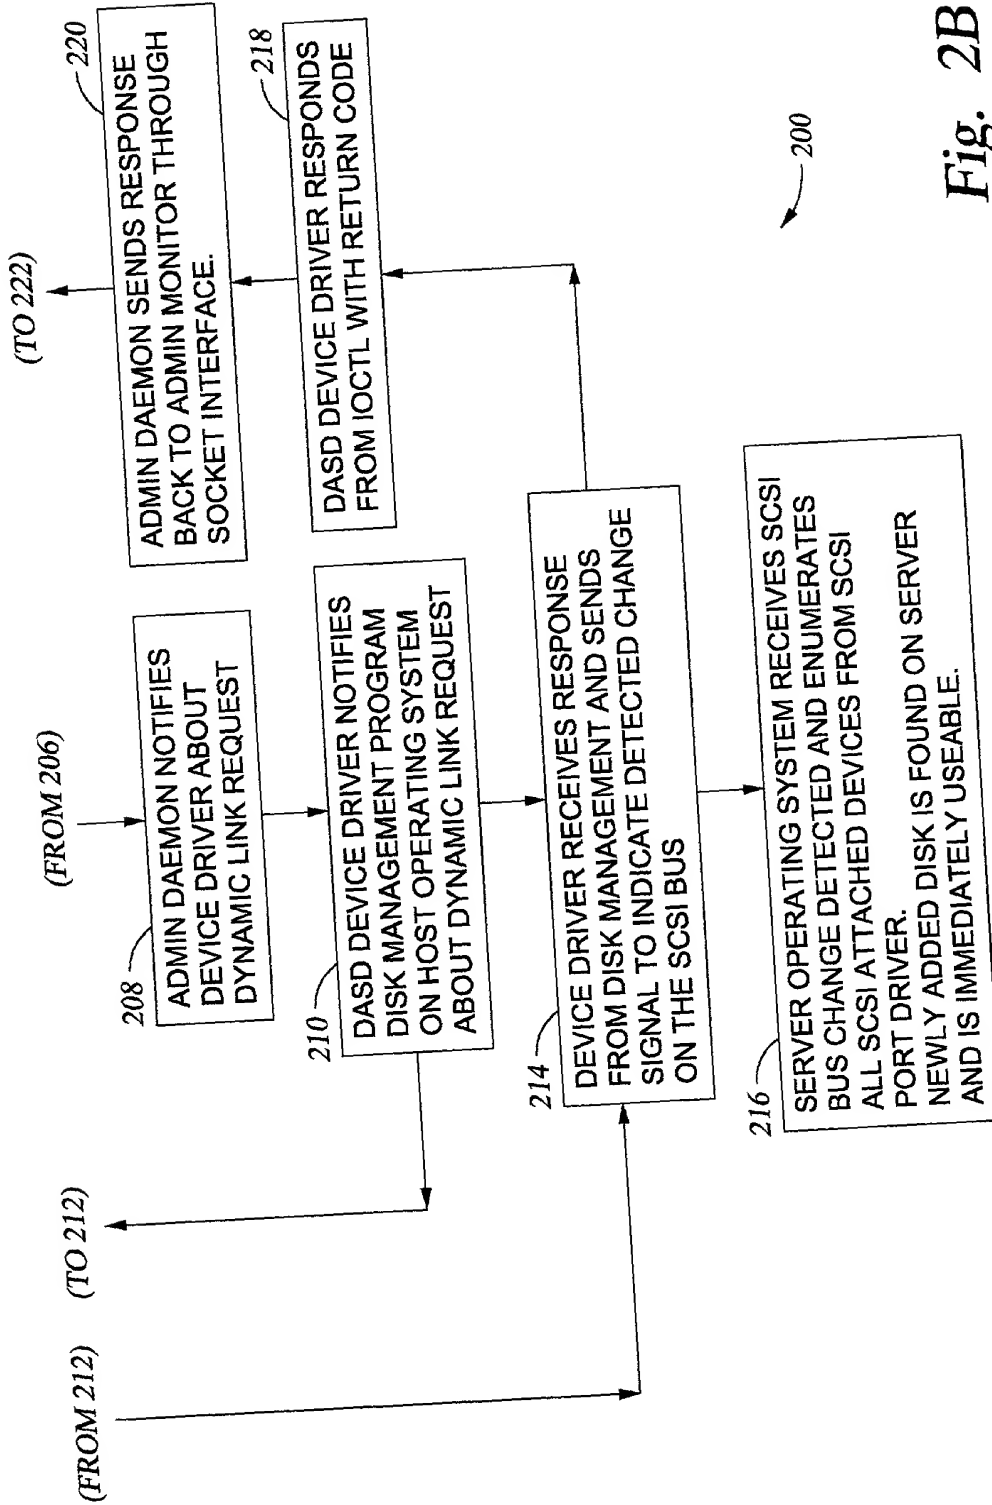 (FROM 212)
(TO 212)
(FROM 206)
(TO 222)
208
ADMIN DAEMON NOTIFIES
DEVICE DRIVER ABOUT
DYNAMIC LINK REQUEST
220
ADMIN DAEMON SENDS RESPONSE
BACK TO ADMIN MONITOR THROUGH
SOCKET INTERFACE.
210
DASD DEVICE DRIVER NOTIFIES
DISK MANAGEMENT PROGRAM
ON HOST OPERATING SYSTEM
ABOUT DYNAMIC LINK REQUEST
218
DASD DEVICE DRIVER RESPONDS
FROM IOCTL WITH RETURN CODE
214
DEVICE DRIVER RECEIVES RESPONSE
FROM DISK MANAGEMENT AND SENDS
SIGNAL TO INDICATE DETECTED CHANGE
ON THE SCSI BUS
216
SERVER OPERATING SYSTEM RECEIVES SCSI
BUS CHANGE DETECTED AND ENUMERATES
ALL SCSI ATTACHED DEVICES FROM SCSI
PORT DRIVER.
NEWLY ADDED DISK IS FOUND ON SERVER
AND IS IMMEDIATELY USEABLE.
200
Fig. 2B